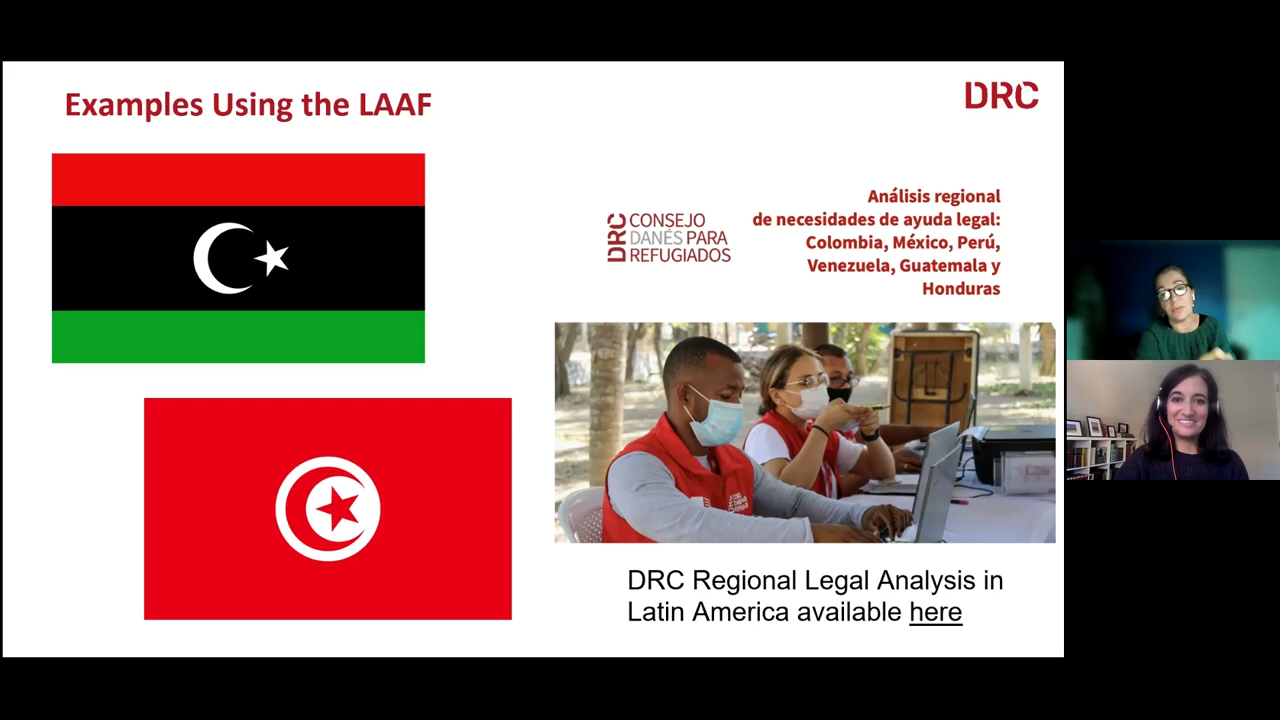 Examples Using the LAAF
DRC
DRC
CONSEJO
DANÉS PARA
REFUGIADOS
Análisis regional
de necesidades de ayuda legal:
Colombia, México, Perú,
Venezuela, Guatemala y
Honduras
DRC Regional Legal Analysis in
Latin America available here